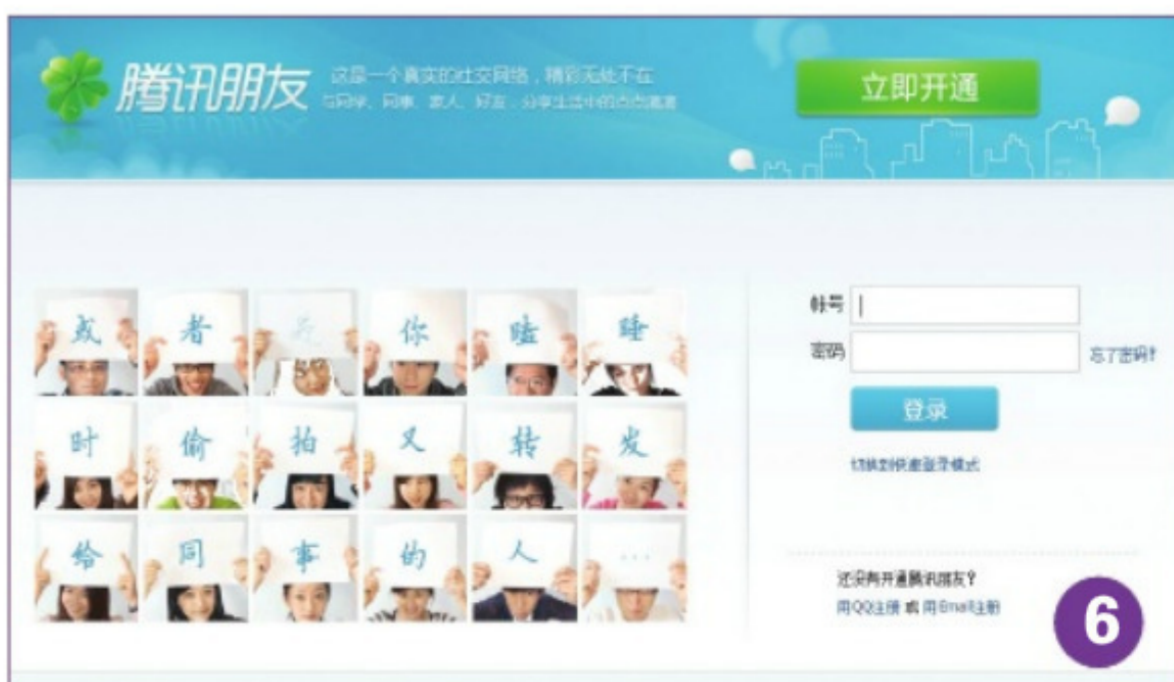 腾讯朋友
这是一个真实的社交网络，精彩无处不在
与同学、同事、家人、好友，分享生活中的点点滴滴
立即开通
或者 你瞌睡
时偷拍又转发
给同事的人...
帐号
密码
忘了密码?
登录
切换到快速登录模式
还没有开通腾讯朋友?
用QQ注册 或 用Email注册
6